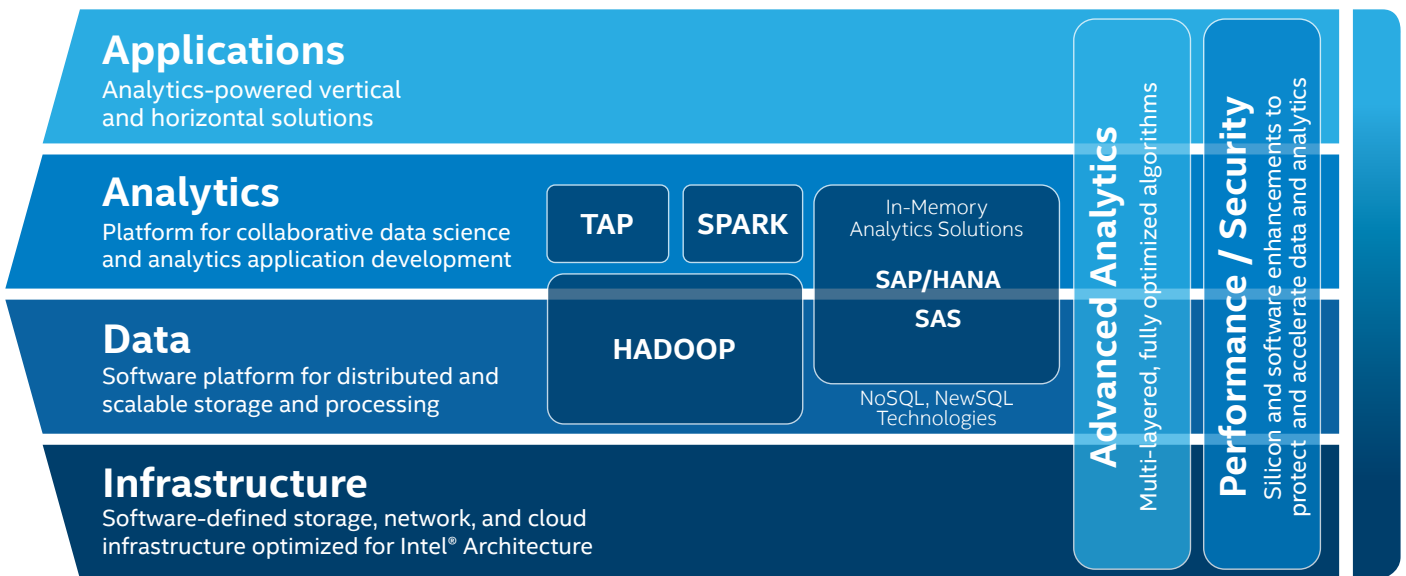 Applications
Analytics-powered vertical
and horizontal solutions
Analytics
Platform for collaborative data science
and analytics application development
TAP
SPARK
In-Memory
Analytics Solutions
SAP/HANA
SAS
HADOOP
NoSQL, NewSQL
Technologies
Data
Software platform for distributed and
scalable storage and processing
Infrastructure
Software-defined storage, network, and cloud
infrastructure optimized for Intel® Architecture
Advanced Analytics
Multi-layered, fully optimized algorithms
Performance / Security
Silicon and software enhancements to
protect and accelerate data and analytics